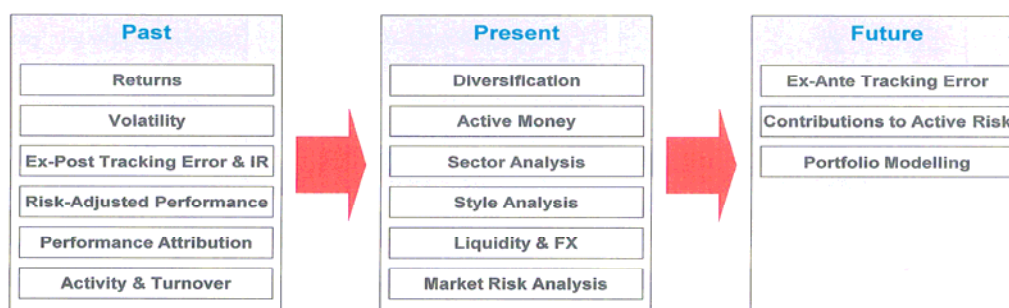 Past
Returns
Volatility
Ex-Post Tracking Error & IR
Risk-Adjusted Performance
Performance Attribution
Activity & Turnover
Present
Diversification
Active Money
Sector Analysis
Style Analysis
Liquidity & FX
Market Risk Analysis
Future
Ex-Ante Tracking Error
Contributions to Active Risk
Portfolio Modelling